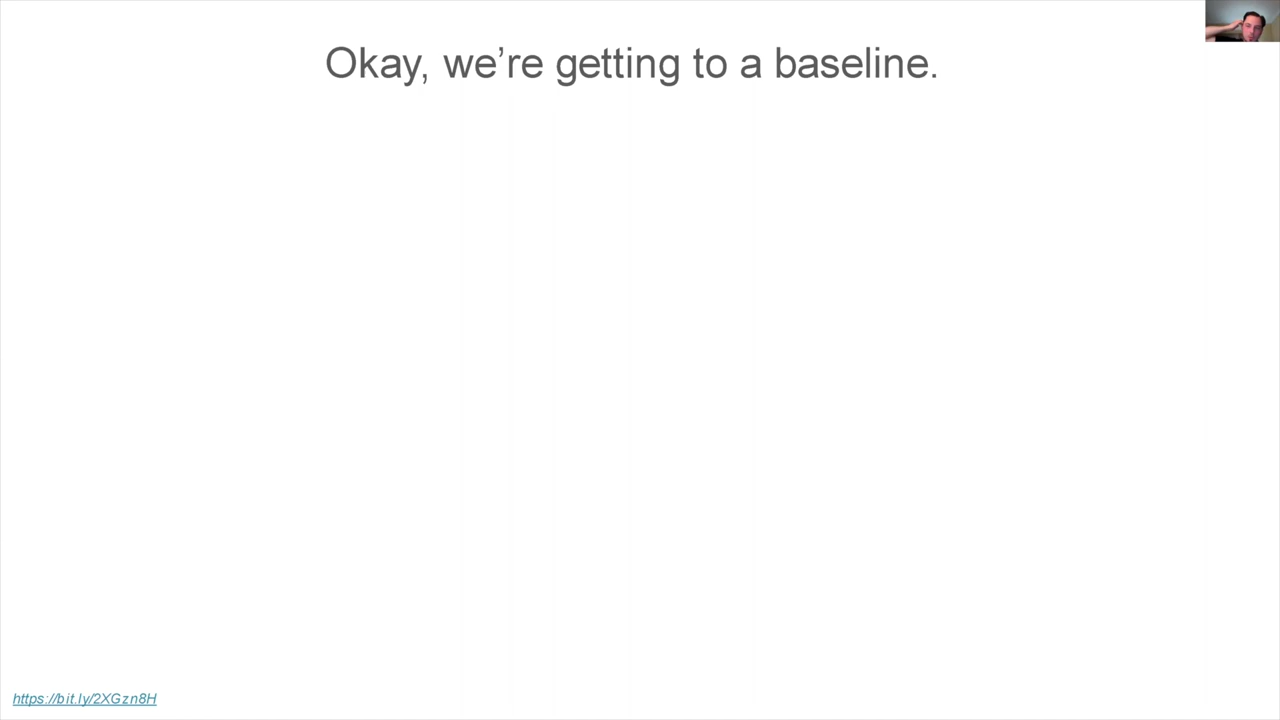 Okay, we’re getting to a baseline.
https://bit.ly/2XGzn8H